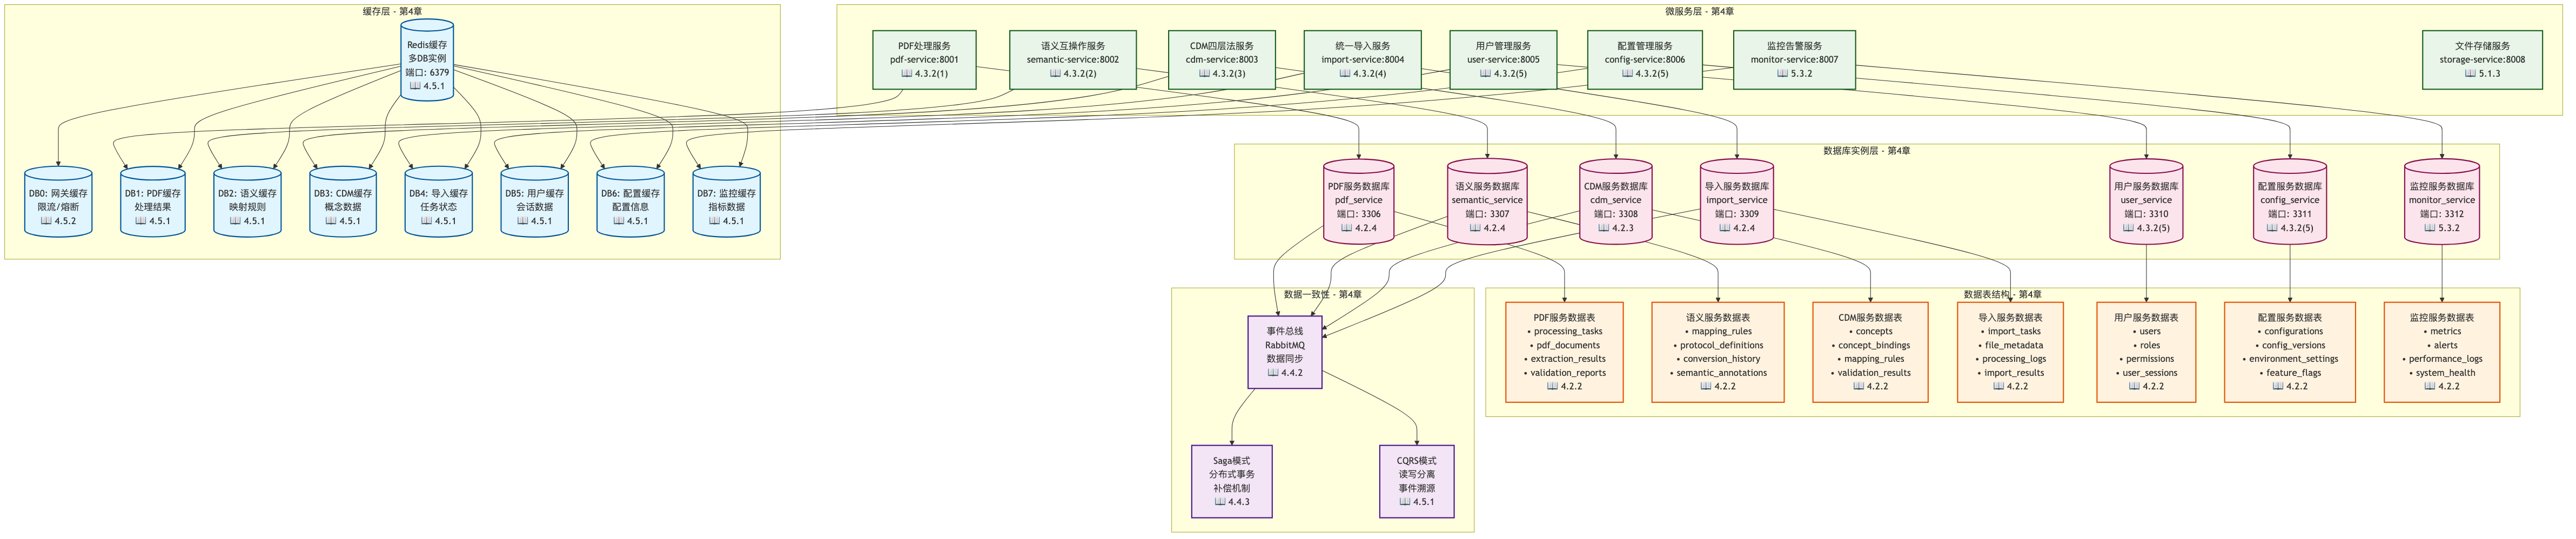 缓存层 - 第4章
Redis缓存
多DB实例
端口: 6379
📖 4.5.1
DB0: 网关缓存
限流/熔断
📖 4.5.2
DB1: PDF缓存
处理结果
📖 4.5.1
DB2: 语义缓存
映射规则
📖 4.5.1
DB3: CDM缓存
概念数据
📖 4.5.1
DB4: 导入缓存
任务状态
📖 4.5.1
DB5: 用户缓存
会话数据
📖 4.5.1
DB6: 配置缓存
配置信息
📖 4.5.1
DB7: 监控缓存
指标数据
📖 4.5.1
微服务层 - 第4章
PDF处理服务
pdf-service:8001
📖 4.3.2(1)
语义互操作服务
semantic-service:8002
📖 4.3.2(2)
CDM四层法服务
cdm-service:8003
📖 4.3.2(3)
统一导入服务
import-service:8004
📖 4.3.2(4)
用户管理服务
user-service:8005
📖 4.3.2(5)
配置管理服务
config-service:8006
📖 4.3.2(5)
监控告警服务
monitor-service:8007
📖 5.3.2
文件存储服务
storage-service:8008
📖 5.1.3
数据库实例层 - 第4章
PDF服务数据库
pdf_service
端口: 3306
📖 4.2.4
语义服务数据库
semantic_service
端口: 3307
📖 4.2.4
CDM服务数据库
cdm_service
端口: 3308
📖 4.2.3
导入服务数据库
import_service
端口: 3309
📖 4.2.4
用户服务数据库
user_service
端口: 3310
📖 4.3.2(5)
配置服务数据库
config_service
端口: 3311
📖 4.3.2(5)
监控服务数据库
monitor_service
端口: 3312
📖 5.3.2
数据一致性 - 第4章
事件总线
RabbitMQ
数据同步
📖 4.4.2
Saga模式
分布式事务
补偿机制
📖 4.4.3
CQRS模式
读写分离
事件溯源
📖 4.5.1
数据表结构 - 第4章
PDF服务数据表
• processing_tasks
• pdf_documents
• extraction_results
• validation_reports
📖 4.2.2
语义服务数据表
• mapping_rules
• protocol_definitions
• conversion_history
• semantic_annotations
📖 4.2.2
CDM服务数据表
• concepts
• concept_bindings
• mapping_rules
• validation_results
📖 4.2.2
导入服务数据表
• import_tasks
• file_metadata
• processing_logs
• import_results
📖 4.2.2
用户服务数据表
• users
• roles
• permissions
• user_sessions
📖 4.2.2
配置服务数据表
• configurations
• config_versions
• environment_settings
• feature_flags
📖 4.2.2
监控服务数据表
• metrics
• alerts
• performance_logs
• system_health
📖 4.2.2